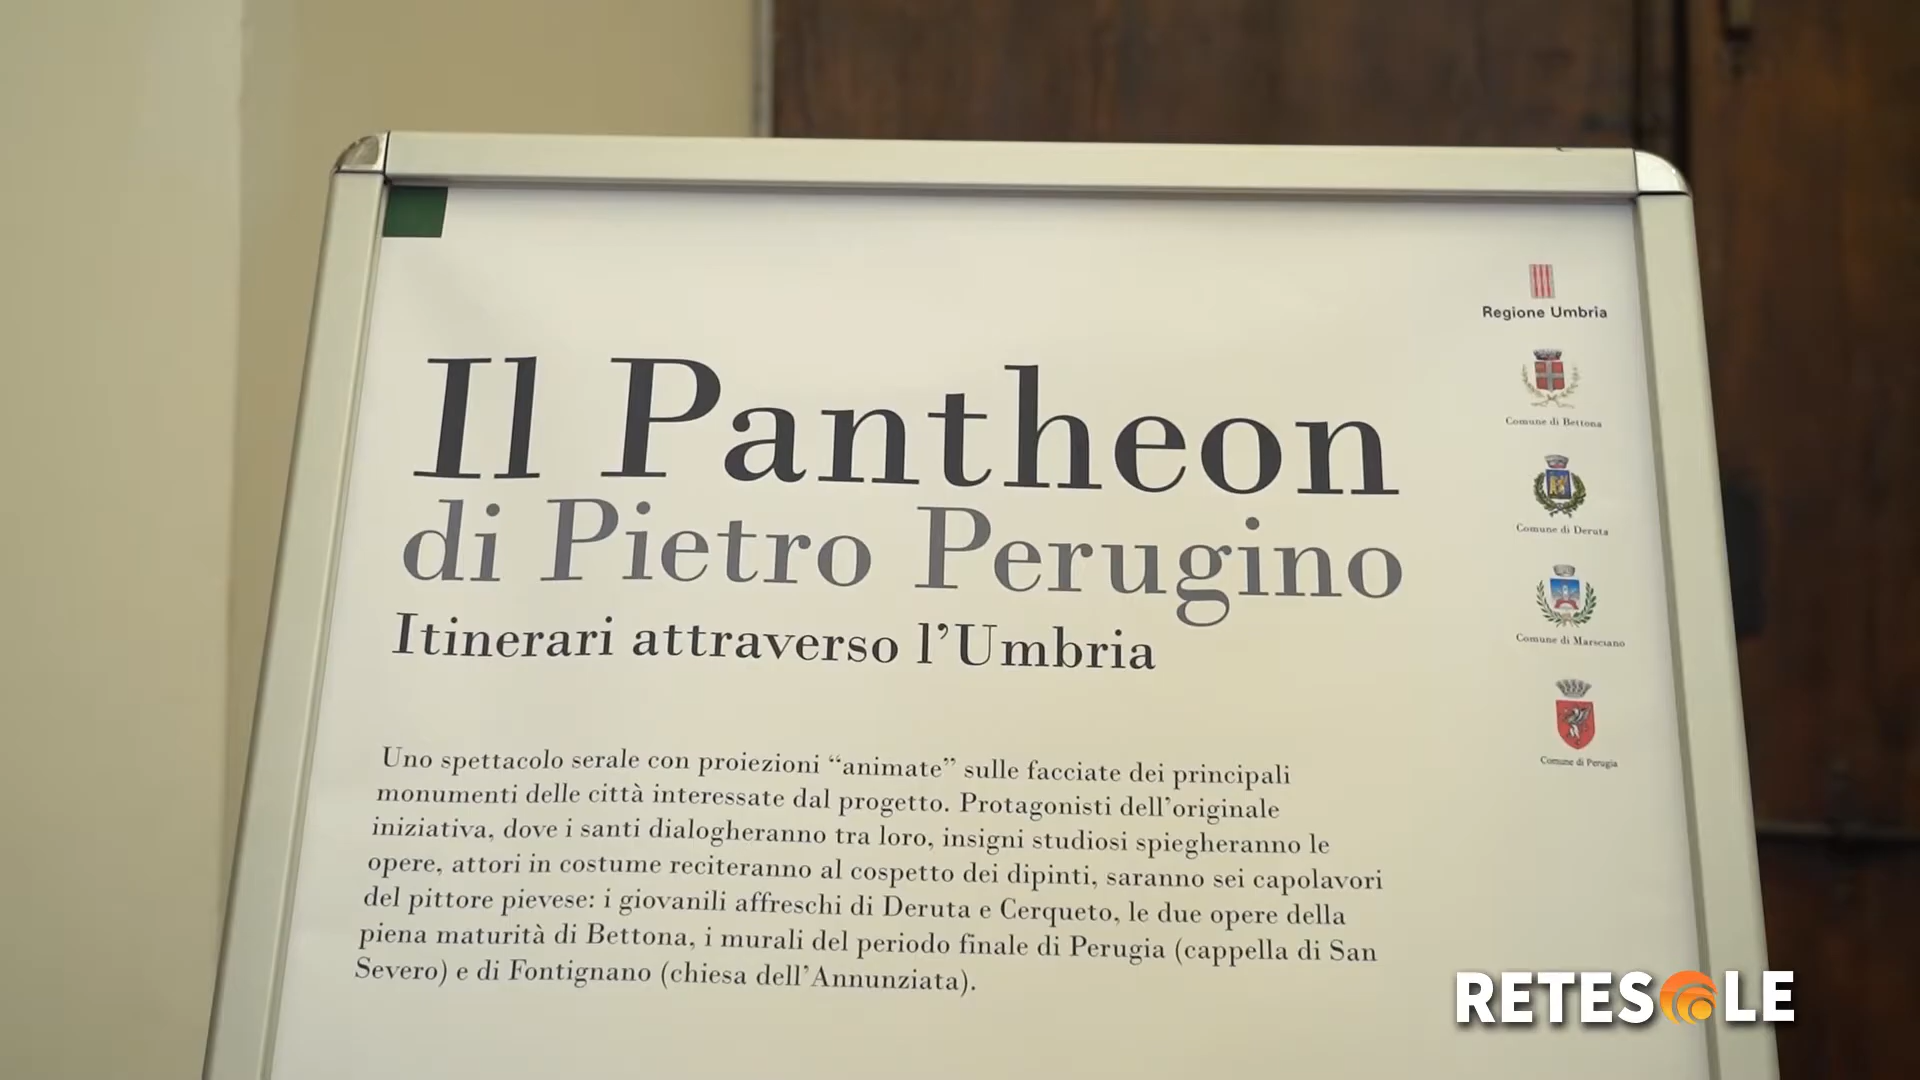 Il Pantheon
di Pietro Perugino
Itinerari attraverso l'Umbria
Uno spettacolo serale con proiezioni “animate” sulle facciate dei principali
monumenti delle città interessate dal progetto. Protagonisti dell'originale
iniziativa, dove i santi dialogheranno tra loro, insigni studiosi spiegheranno le
opere, attori in costume reciteranno al cospetto dei dipinti, saranno sei capolavori
del pittore pievese: i giovanili affreschi di Deruta e Cerqueto, le due opere della
piena maturità di Bettona, i murali del periodo finale di Perugia (cappella di San
Severo) e di Fontignano (chiesa dell'Annunziata).
Regione Umbria
Comune di Bettona
Comune di Deruta
Comune di Marsciano
Comune di Perugia
RETESOLE